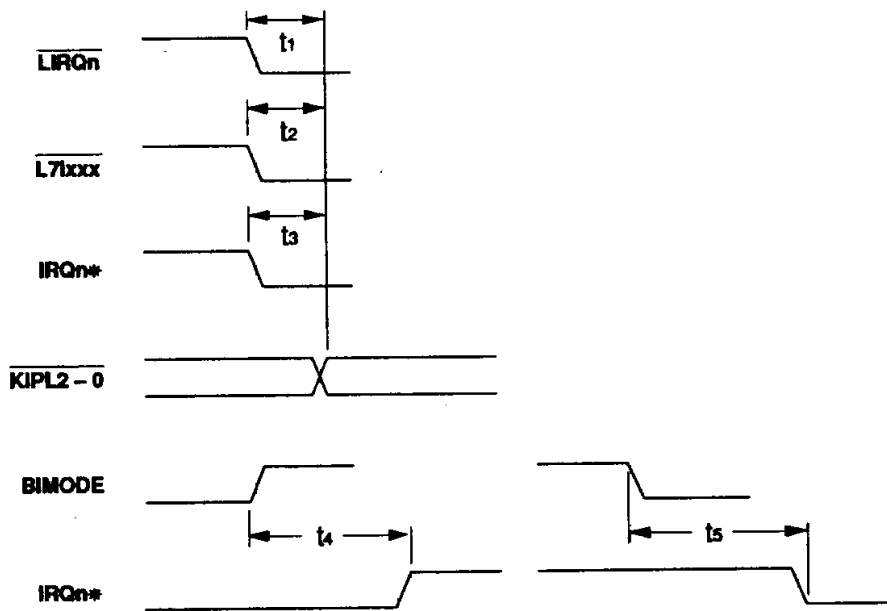 t1
LIRQn
t2
L7Ixxx
t3
IRQn*
KIPL2 – 0
BIMODE
t4
t5
IRQn*